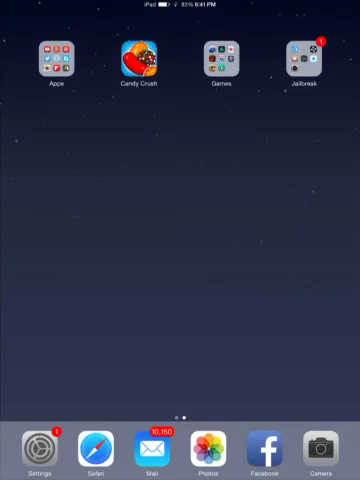 iPad 83% 6:41 PM
1
Apps Candy Crush Games Jailbreak
1 10,150
Settings Safari Mail Photos Facebook Camera